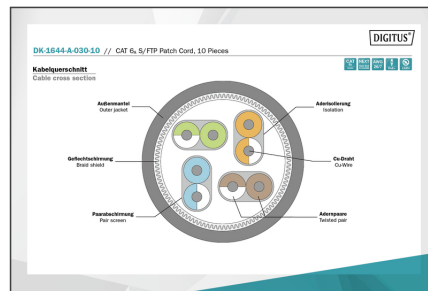 DIGITUS®
DK-1644-A-030-10 // CAT 6A S/FTP Patch Cord, 10 Pieces
Kabelquerschnitt
Cable cross section
Außenmantel
Outer jacket
Aderisolierung
Isolation
Geflechtschirmung
Braid shield
Cu-Draht
Cu-Wire
Paarabschirmung
Pair screen
Adernpaare
Twisted pair